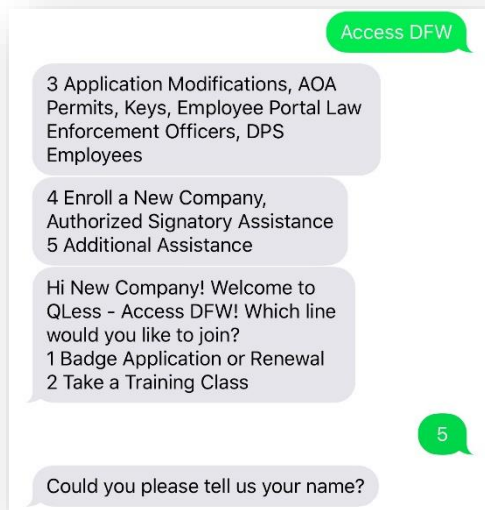 Access DFW
3 Application Modifications, AOA
Permits, Keys, Employee Portal Law
Enforcement Officers, DPS
Employees
4 Enroll a New Company,
Authorized Signatory Assistance
5 Additional Assistance
Hi New Company! Welcome to
QLess - Access DFW! Which line
would you like to join?
1 Badge Application or Renewal
2 Take a Training Class
5
Could you please tell us your name?